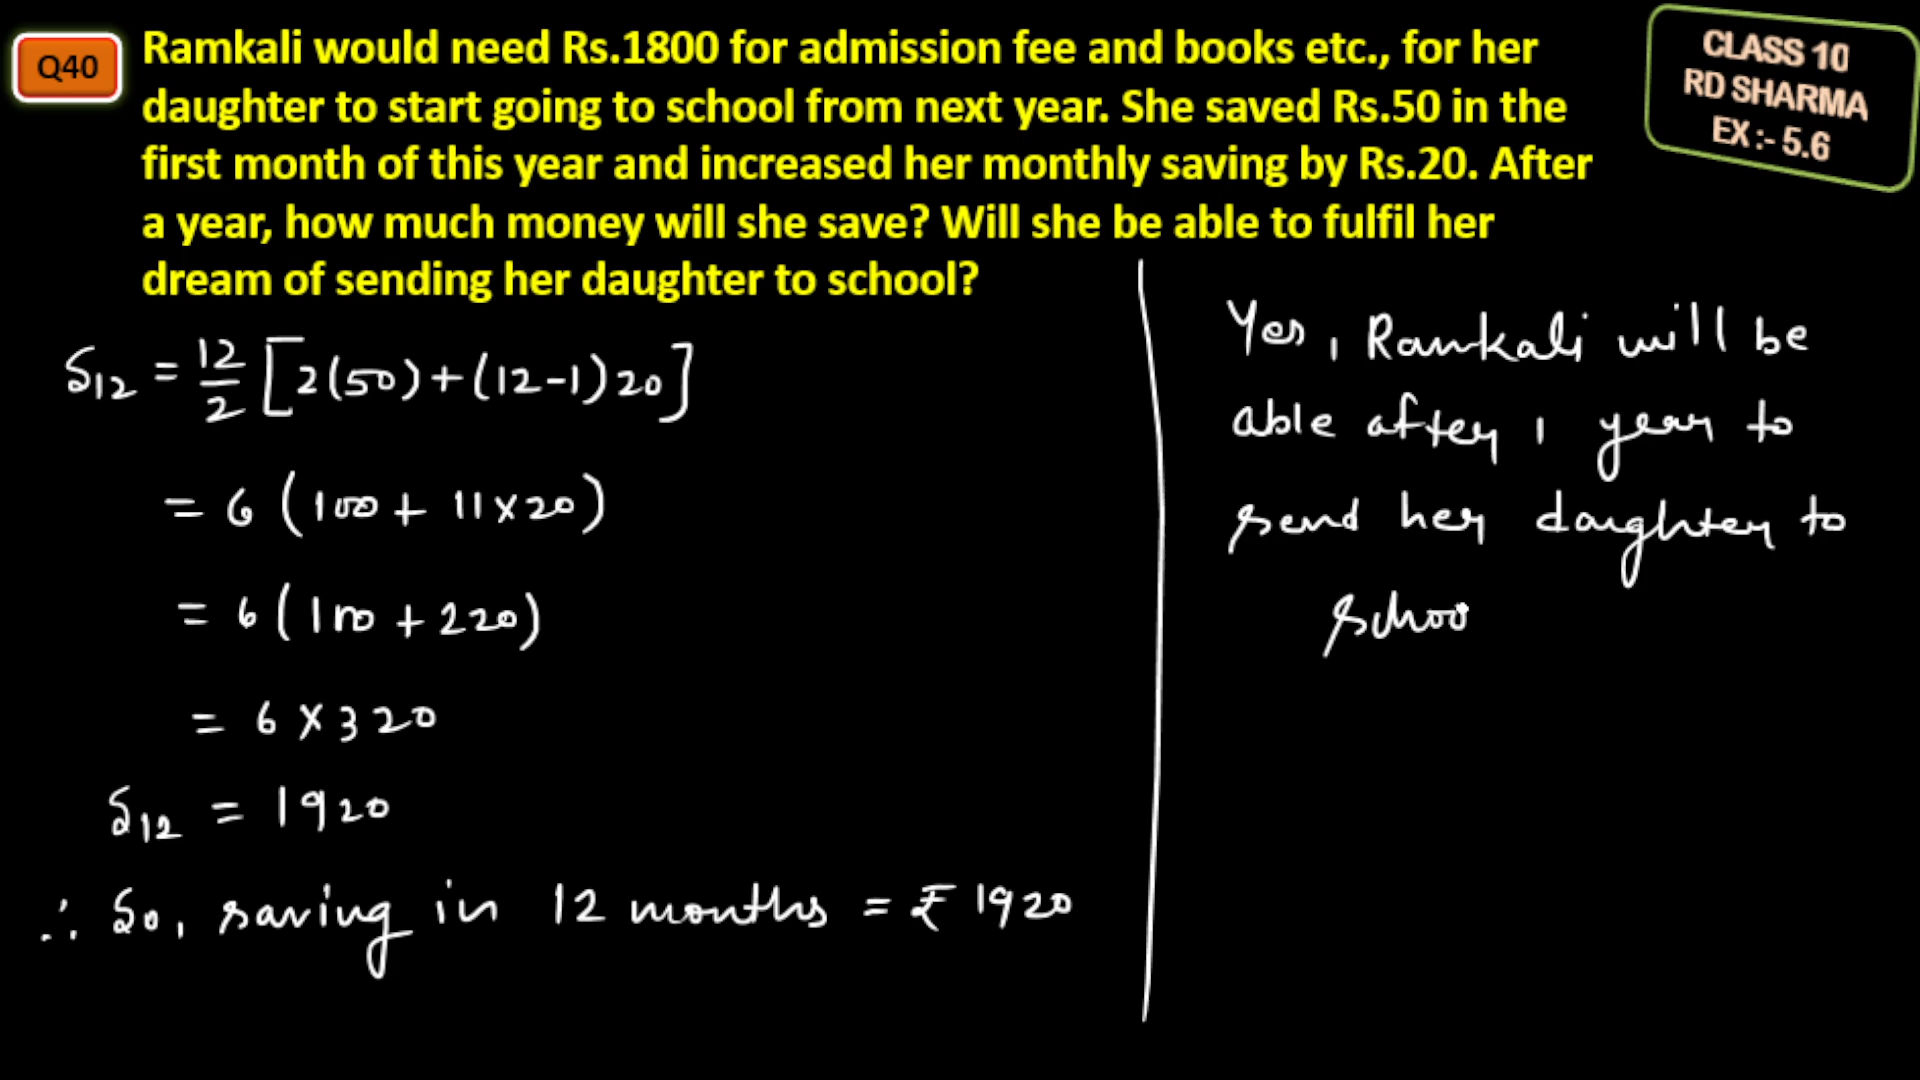 Q40
Ramkali would need Rs.1800 for admission fee and books etc., for her
daughter to start going to school from next year. She saved Rs.50 in the
first month of this year and increased her monthly saving by Rs.20. After
a year, how much money will she save? Will she be able to fulfil her
dream of sending her daughter to school?
CLASS 10
RD SHARMA
EX :- 5.6
S₁₂ = 12/2 [2(50)+(12-1)20]
= 6 (100 + 11×20)
= 6 (100 + 220)
= 6 × 320
S₁₂ = 1920
∴ So, saving in 12 months = ₹ 1920
Yes, Ramkali will be
able after 1 year to
send her daughter to
schoo